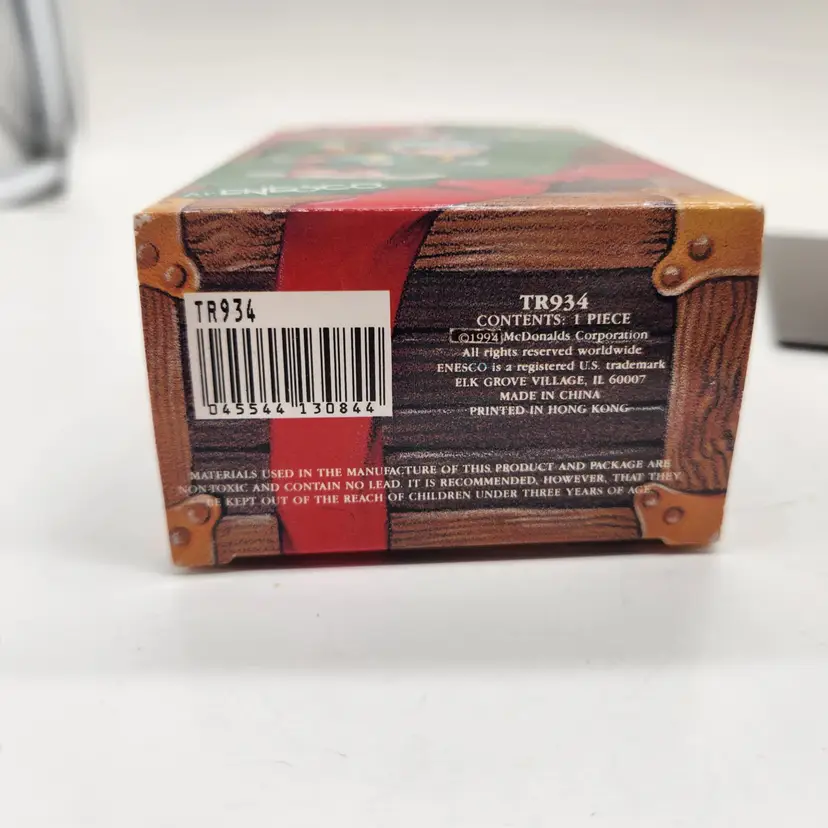 ENESCO
TR934
045544 130844
TR934
CONTENTS: 1 PIECE
©1994 McDonalds Corporation
All rights reserved worldwide
ENESCO is a registered U.S. trademark
ELK GROVE VILLAGE, IL 60007
MADE IN CHINA
PRINTED IN HONG KONG
MATERIALS USED IN THE MANUFACTURE OF THIS PRODUCT AND PACKAGE ARE
NON-TOXIC AND CONTAIN NO LEAD. IT IS RECOMMENDED, HOWEVER, THAT THEY
BE KEPT OUT OF THE REACH OF CHILDREN UNDER THREE YEARS OF AGE.